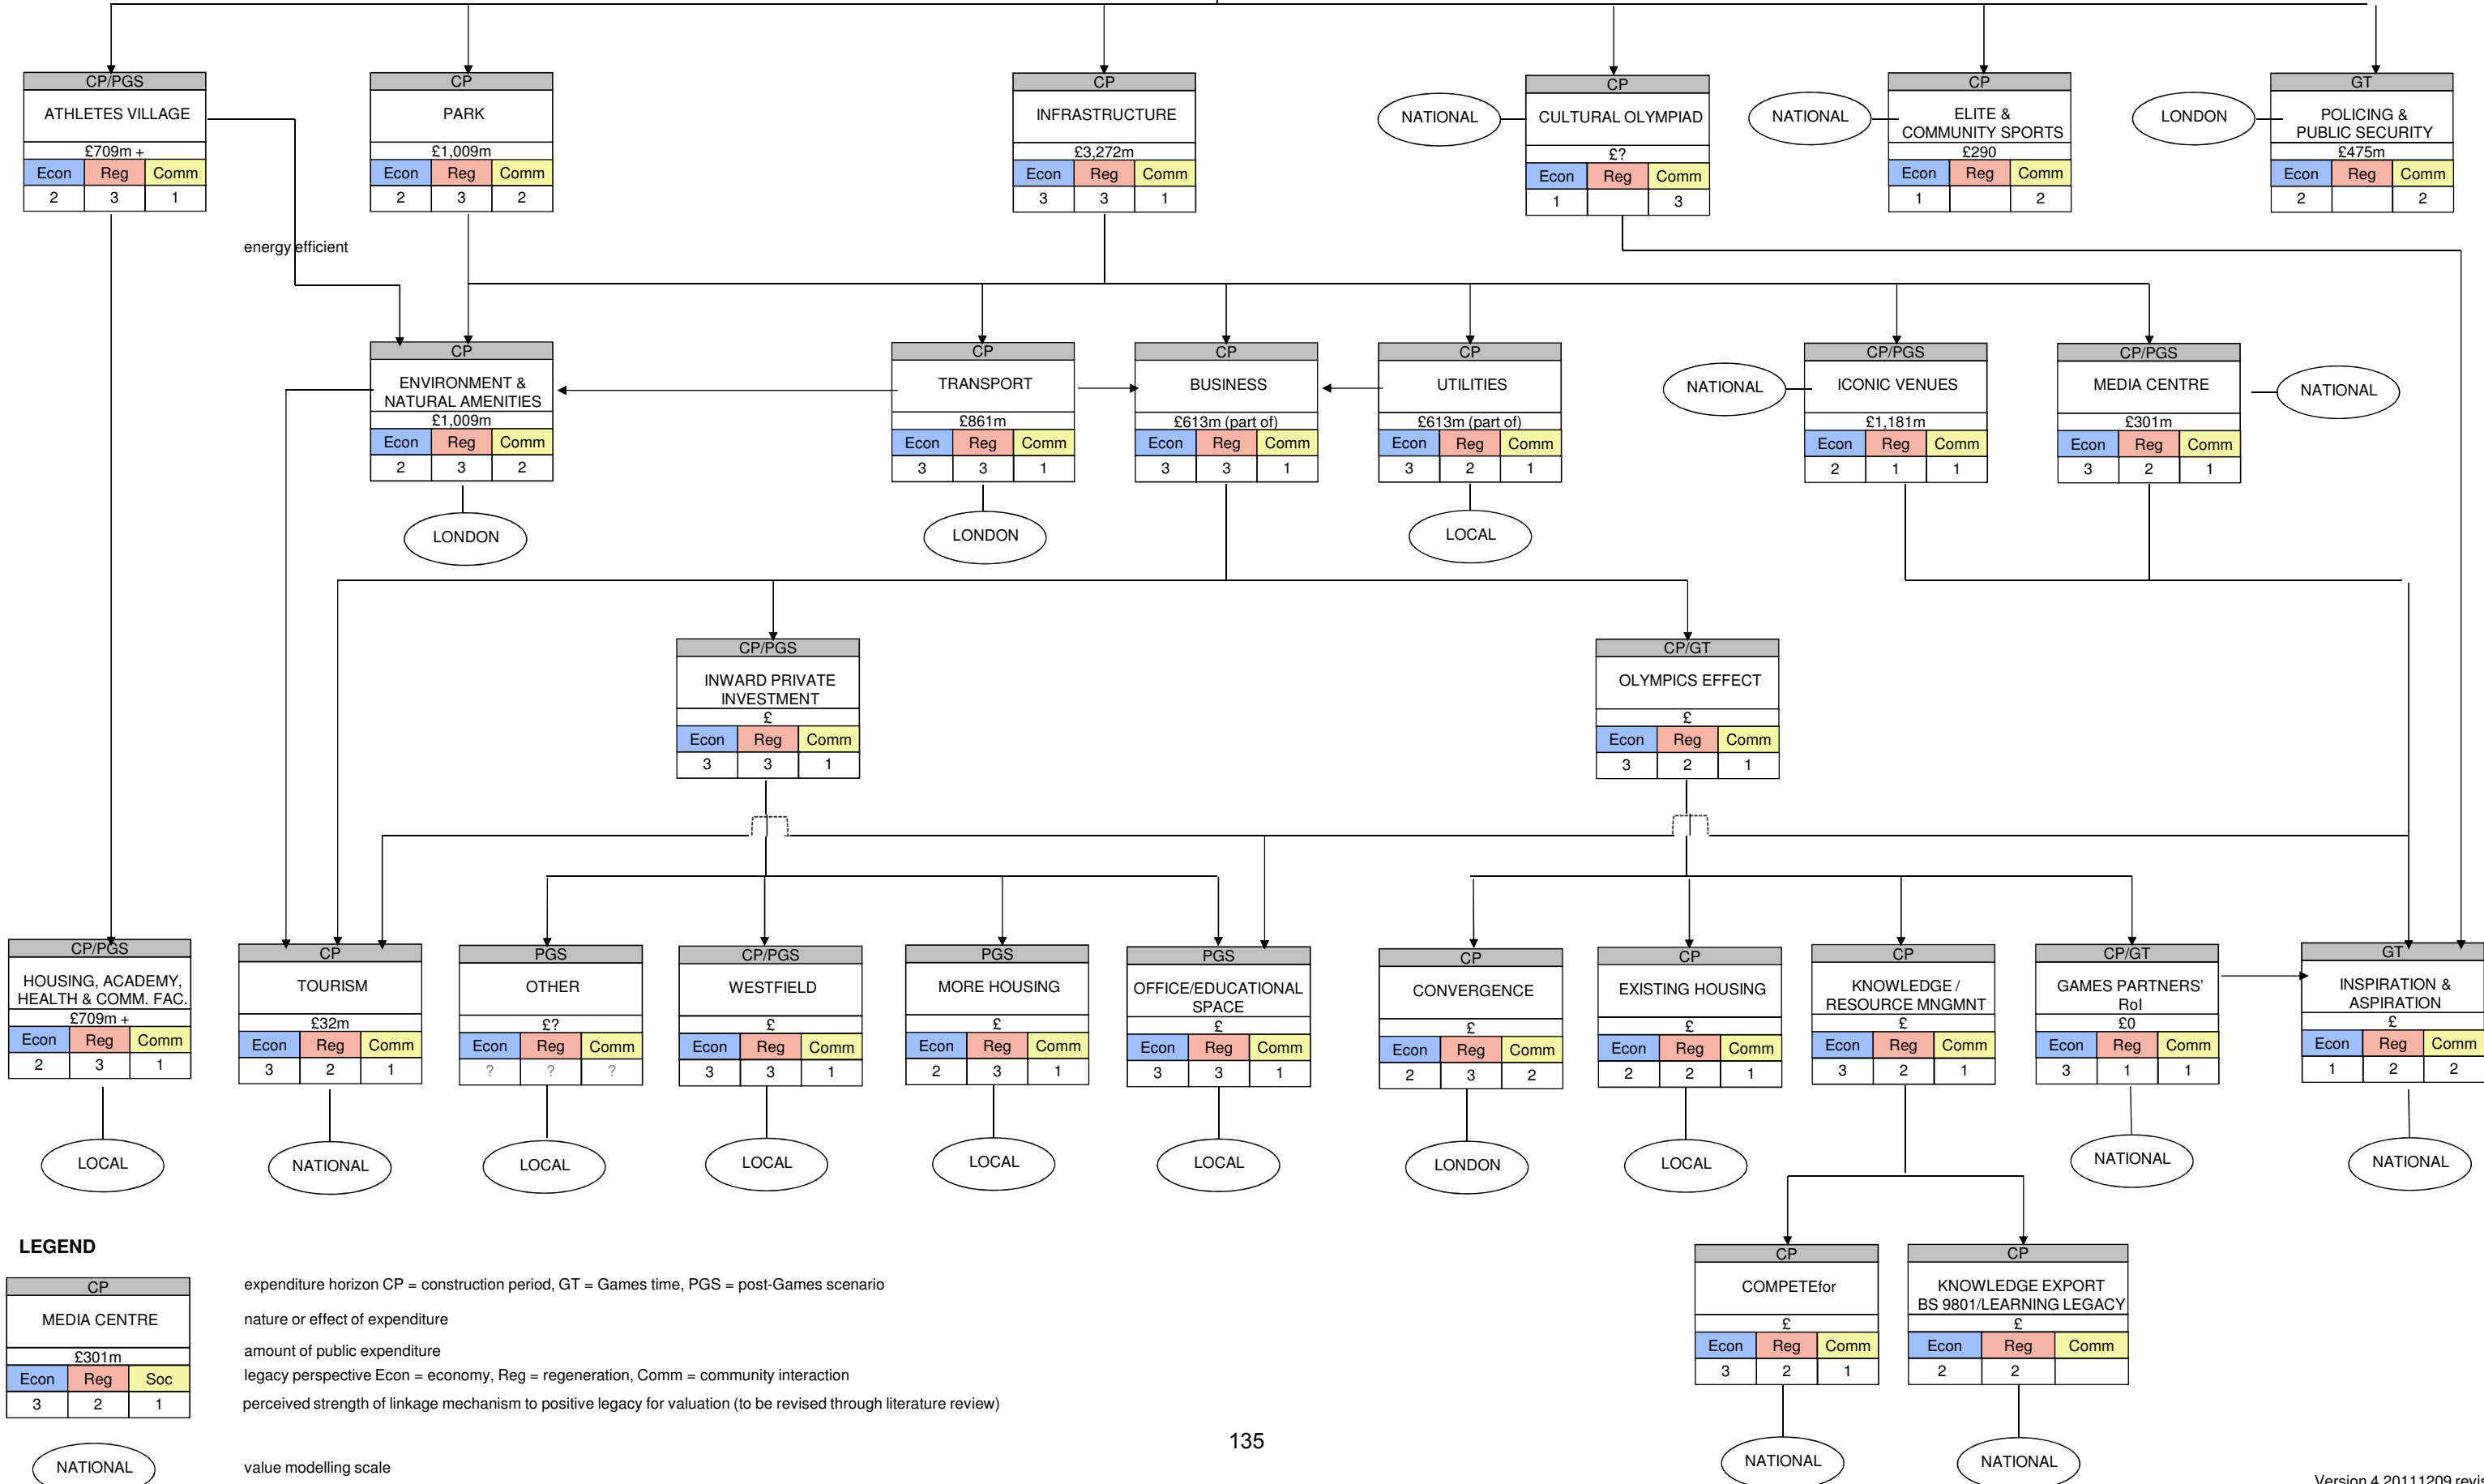 CP/PGS
ATHLETES VILLAGE
£709m +
Econ Reg Comm
2 3 1
CP
PARK
£1,009m
Econ Reg Comm
2 3 2
CP
INFRASTRUCTURE
£3,272m
Econ Reg Comm
3 3 1
NATIONAL
CP
CULTURAL OLYMPIAD
£?
Econ Reg Comm
1 3
NATIONAL
CP
ELITE &
COMMUNITY SPORTS
£290
Econ Reg Comm
1 2
LONDON
GT
POLICING &
PUBLIC SECURITY
£475m
Econ Reg Comm
2 2
energy efficient
CP
ENVIRONMENT &
NATURAL AMENITIES
£1,009m
Econ Reg Comm
2 3 2
LONDON
CP
TRANSPORT
£861m
Econ Reg Comm
3 3 1
LONDON
CP
BUSINESS
£613m (part of)
Econ Reg Comm
3 3 1
CP
UTILITIES
£613m (part of)
Econ Reg Comm
3 2 1
LOCAL
NATIONAL
CP/PGS
ICONIC VENUES
£1,181m
Econ Reg Comm
2 1 1
CP/PGS
MEDIA CENTRE
£301m
Econ Reg Comm
3 2 1
NATIONAL
CP/PGS
INWARD PRIVATE
INVESTMENT
£
Econ Reg Comm
3 3 1
CP/GT
OLYMPICS EFFECT
£
Econ Reg Comm
3 2 1
CP/PGS
HOUSING, ACADEMY,
HEALTH & COMM. FAC.
£709m +
Econ Reg Comm
2 3 1
LOCAL
CP
TOURISM
£32m
Econ Reg Comm
3 2 1
NATIONAL
PGS
OTHER
£?
Econ Reg Comm
? ? ?
LOCAL
CP/PGS
WESTFIELD
£
Econ Reg Comm
3 3 1
LOCAL
PGS
MORE HOUSING
£
Econ Reg Comm
2 3 1
LOCAL
PGS
OFFICE/EDUCATIONAL
SPACE
£
Econ Reg Comm
3 3 1
LOCAL
CP
CONVERGENCE
£
Econ Reg Comm
2 3 2
LONDON
CP
EXISTING HOUSING
£
Econ Reg Comm
2 2 1
LOCAL
CP
KNOWLEDGE /
RESOURCE MNGMNT
£
Econ Reg Comm
3 2 1
CP/GT
GAMES PARTNERS'
RoI
£0
Econ Reg Comm
3 1 1
NATIONAL
GT
INSPIRATION &
ASPIRATION
£
Econ Reg Comm
1 2 2
NATIONAL
CP
COMPETEfor
£
Econ Reg Comm
3 2 1
NATIONAL
CP
KNOWLEDGE EXPORT
BS 9801/LEARNING LEGACY
£
Econ Reg Comm
2 2
NATIONAL
LEGEND
CP
MEDIA CENTRE
£301m
Econ Reg Soc
3 2 1
NATIONAL
expenditure horizon CP = construction period, GT = Games time, PGS = post-Games scenario
nature or effect of expenditure
amount of public expenditure
legacy perspective Econ = economy, Reg = regeneration, Comm = community interaction
perceived strength of linkage mechanism to positive legacy for valuation (to be revised through literature review)
value modelling scale
135
Version 4 20111209 revis